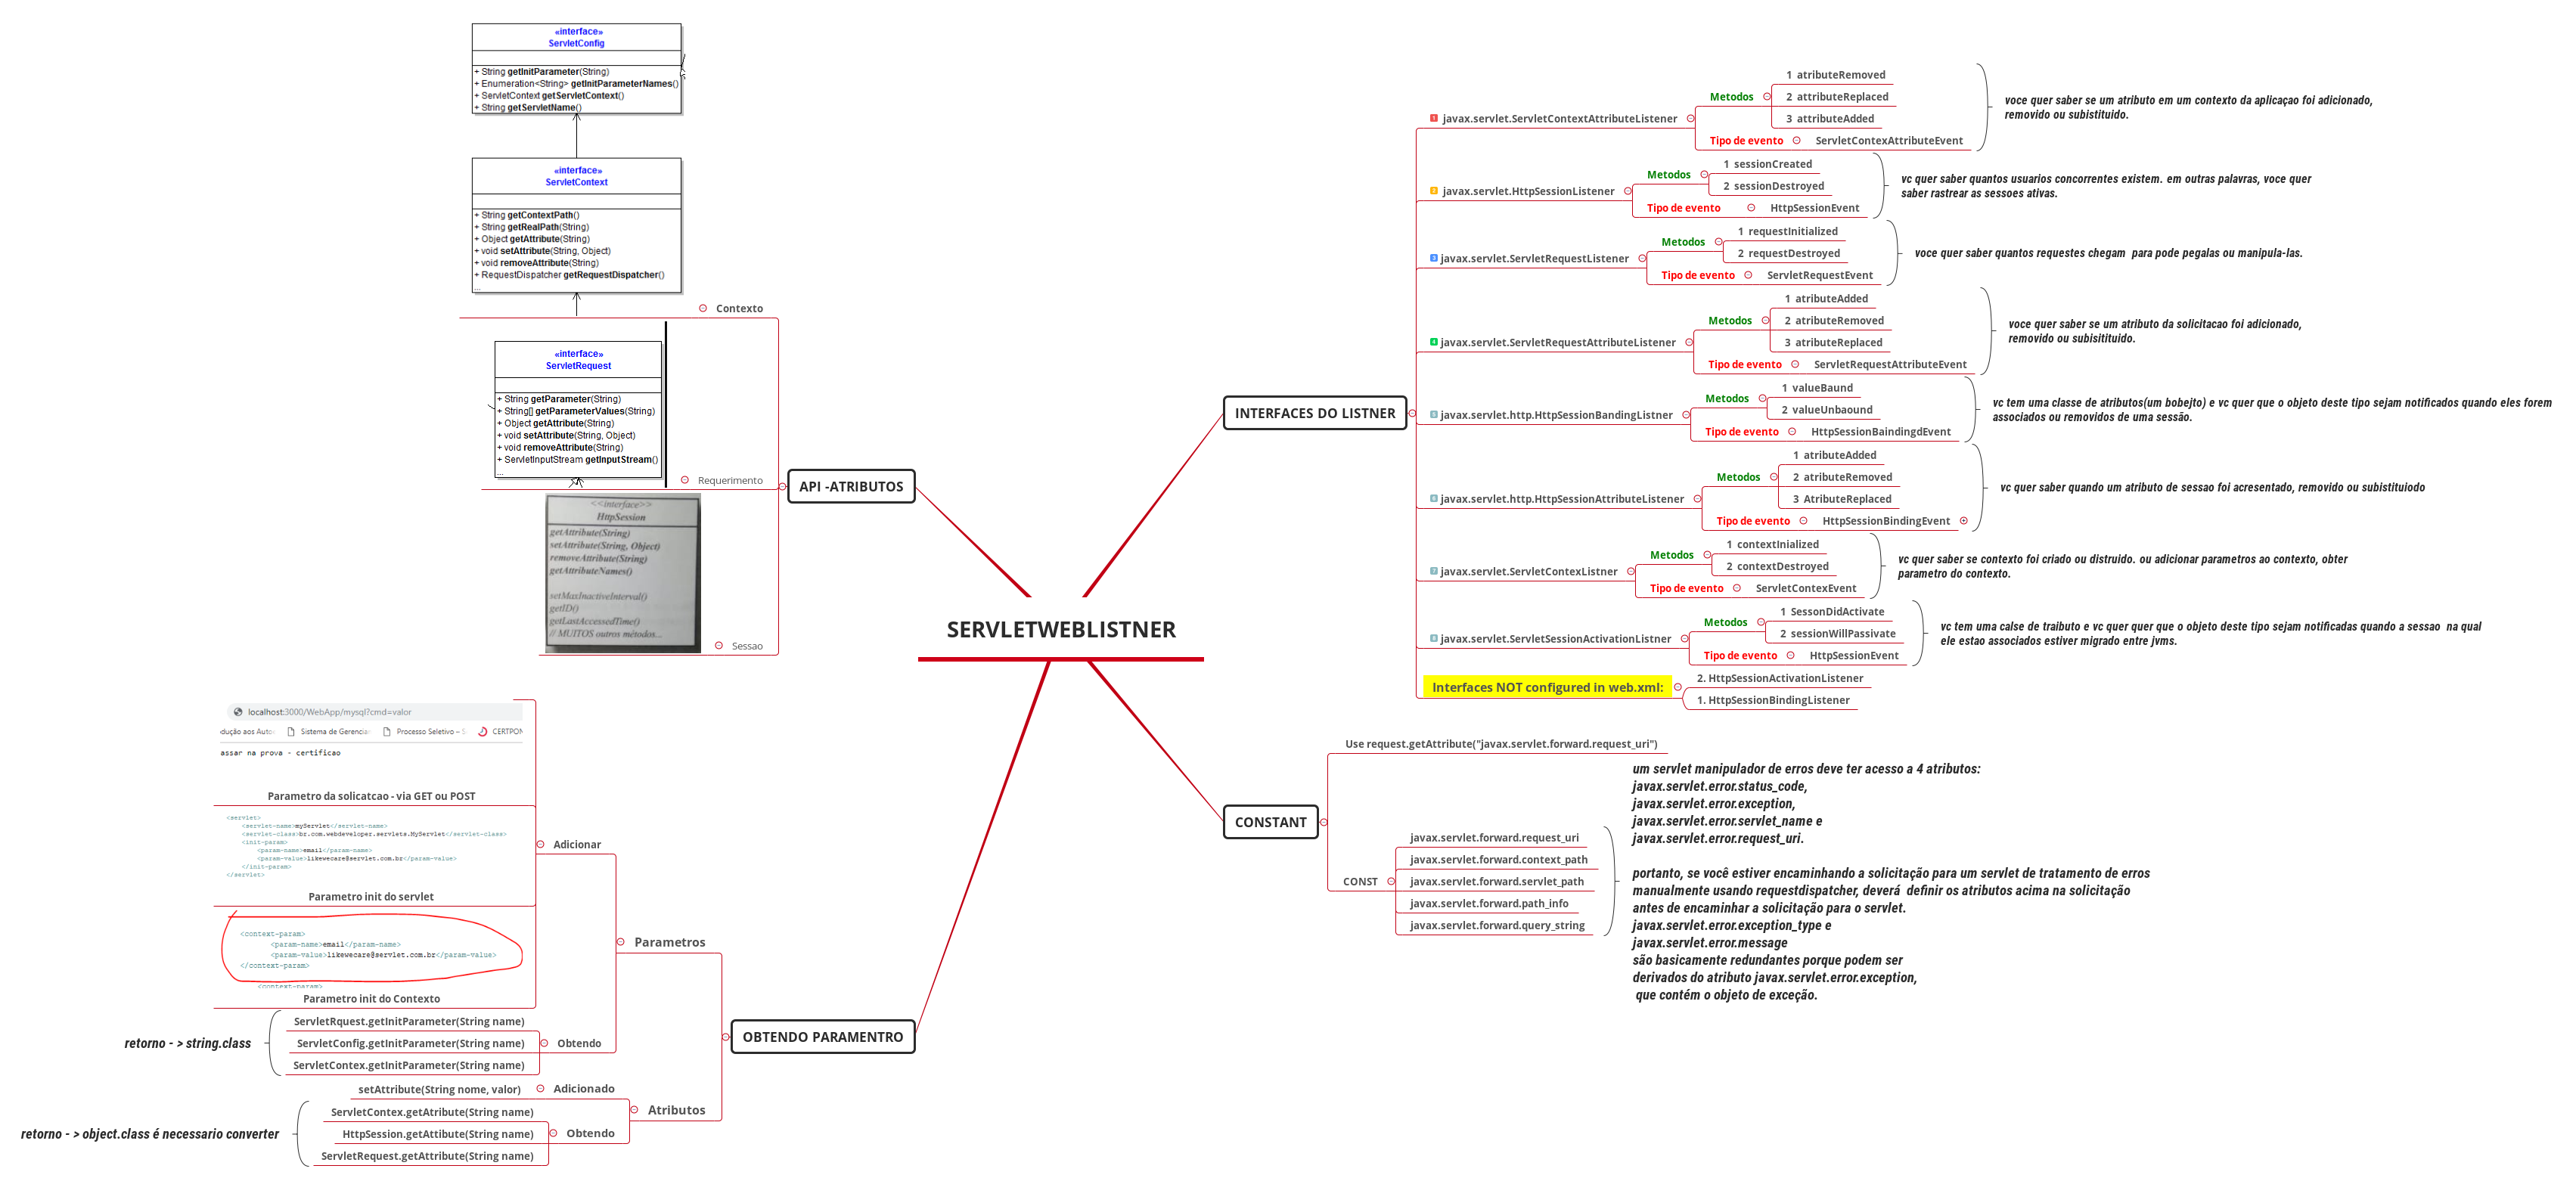 «interface»
ServletConfig
+ String getInitParameter(String)
+ Enumeration<String> getInitParameterNames()
+ ServletContext getServletContext()
+ String getServletName()
«interface»
ServletContext
+ String getContextPath()
+ String getRealPath(String)
+ Object getAttribute(String)
+ void setAttribute(String, Object)
+ void removeAttribute(String)
+ RequestDispatcher getRequestDispatcher()
...
Contexto
«interface»
ServletRequest
+ String getParameter(String)
+ String[] getParameterValues(String)
+ Object getAttribute(String)
+ void setAttribute(String, Object)
+ void removeAttribute(String)
+ ServletInputStream getInputStream()
...
Requerimento
<<interface>>
HttpSession
getAttribute(String)
setAttribute(String, Object)
removeAttribute(String)
getAttributeNames()
setMaxInactiveInterval()
getID()
getLastAccessedTime()
// MUITOS outros métodos...
Sessao
API -ATRIBUTOS
SERVLETWEBLISTNER
INTERFACES DO LISTNER
1 javax.servlet.ServletContextAttributeListener
Metodos
1 atributeRemoved
2 attributeReplaced
3 attributeAdded
Tipo de evento
ServletContexAttributeEvent
voce quer saber se um atributo em um contexto da aplicaçao foi adicionado,
removido ou subistituido.
2 javax.servlet.HttpSessionListener
Metodos
1 sessionCreated
2 sessionDestroyed
Tipo de evento
HttpSessionEvent
vc quer saber quantos usuarios concorrentes existem. em outras palavras, voce quer
saber rastrear as sessoes ativas.
3 javax.servlet.ServletRequestListener
Metodos
1 requestInitialized
2 requestDestroyed
Tipo de evento
ServletRequestEvent
voce quer saber quantos requestes chegam para pode pegalas ou manipula-las.
4 javax.servlet.ServletRequestAttributeListener
Metodos
1 atributeAdded
2 atributeRemoved
3 atributeReplaced
Tipo de evento
ServletRequestAttributeEvent
voce quer saber se um atributo da solicitacao foi adicionado,
removido ou subisitituido.
5 javax.servlet.http.HttpSessionBandingListner
Metodos
1 valueBaund
2 valueUnbaound
Tipo de evento
HttpSessionBaindingdEvent
vc tem uma classe de atributos(um bobejto) e vc quer que o objeto deste tipo sejam notificados quando eles forem
associados ou removidos de uma sessão.
6 javax.servlet.http.HttpSessionAttributeListener
Metodos
1 atributeAdded
2 atributeRemoved
3 AtributeReplaced
Tipo de evento
HttpSessionBindingEvent
vc quer saber quando um atributo de sessao foi acresentado, removido ou subistituiodo
7 javax.servlet.ServletContexListner
Metodos
1 contextInialized
2 contextDestroyed
Tipo de evento
ServletContexEvent
vc quer saber se contexto foi criado ou distruido. ou adicionar parametros ao contexto, obter
parametro do contexto.
8 javax.servlet.ServletSessionActivationListner
Metodos
1 SessonDidActivate
2 sessionWillPassivate
Tipo de evento
HttpSessionEvent
vc tem uma calse de traibuto e vc quer quer que o objeto deste tipo sejam notificadas quando a sessao na qual
ele estao associados estiver migrado entre jvms.
Interfaces NOT configured in web.xml:
2. HttpSessionActivationListener
1. HttpSessionBindingListener
CONSTANT
Use request.getAttribute("javax.servlet.forward.request_uri")
CONST
javax.servlet.forward.request_uri
javax.servlet.forward.context_path
javax.servlet.forward.servlet_path
javax.servlet.forward.path_info
javax.servlet.forward.query_string
um servlet manipulador de erros deve ter acesso a 4 atributos:
javax.servlet.error.status_code,
javax.servlet.error.exception,
javax.servlet.error.servlet_name e
javax.servlet.error.request_uri.
portanto, se você estiver encaminhando a solicitação para um servlet de tratamento de erros
manualmente usando requestdispatcher, deverá definir os atributos acima na solicitação
antes de encaminhar a solicitação para o servlet.
javax.servlet.error.exception_type e
javax.servlet.error.message
são basicamente redundantes porque podem ser
derivados do atributo javax.servlet.error.exception,
que contém o objeto de exceção.
OBTENDO PARAMENTRO
Parametros
Adicionar
localhost:3000/WebApp/mysql?cmd=valor
dução aos Auto Sistema de Gerencia Processo Seletivo – S CERTPON
assar na prova - certificao
Parametro da solicatcao - via GET ou POST
<servlet>
<servlet-name>myServlet</servlet-name>
<servlet-class>br.com.webdeveloper.servlets.MyServlet</servlet-class>
<init-param>
<param-name>email</param-name>
<param-value>likewecare@servlet.com.br</param-value>
</init-param>
</servlet>
Parametro init do servlet
<context-param>
<param-name>email</param-name>
<param-value>likewecare@servlet.com.br</param-value>
</context-param>
<context-param>
Parametro init do Contexto
Obtendo
ServletRquest.getInitParameter(String name)
ServletConfig.getInitParameter(String name)
ServletContex.getInitParameter(String name)
retorno - > string.class
Atributos
Adicionado
setAttribute(String nome, valor)
Obtendo
ServletContex.getAtribute(String name)
HttpSession.getAttibute(String name)
ServletRequest.getAttribute(String name)
retorno - > object.class é necessario converter